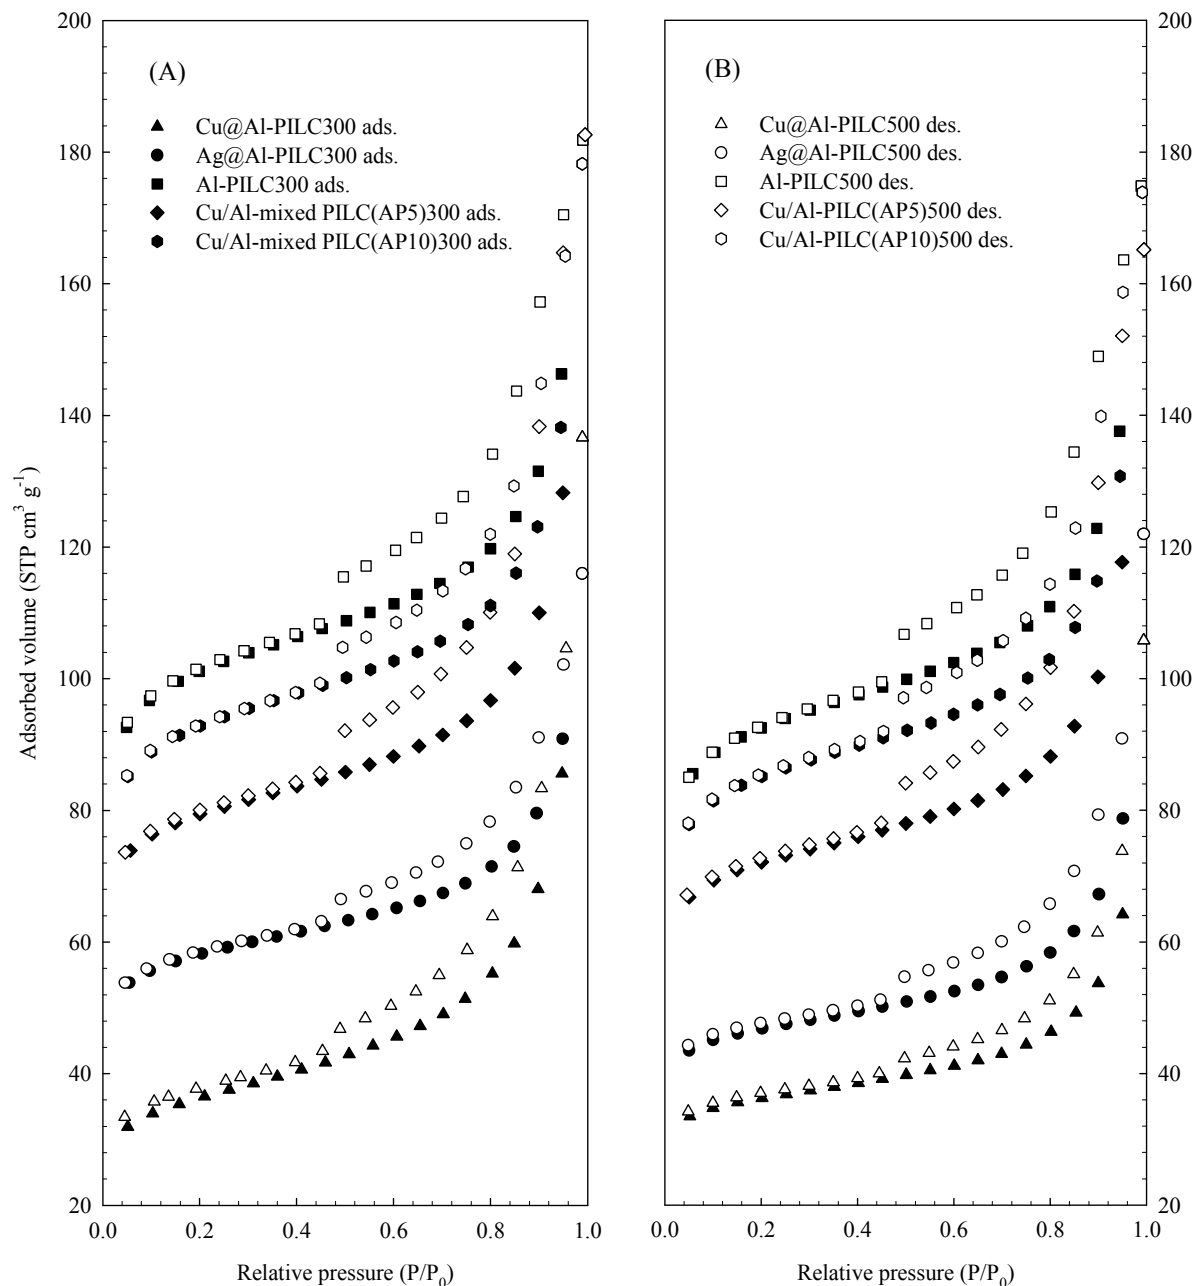 200
180
160
140
120
100
80
60
40
20
Adsorbed volume (STP cm³ g⁻¹)
(A)
Cu@Al-PILC300 ads.
Ag@Al-PILC300 ads.
Al-PILC300 ads.
Cu/Al-mixed PILC(AP5)300 ads.
Cu/Al-mixed PILC(AP10)300 ads.
0.0 0.2 0.4 0.6 0.8 1.0
Relative pressure (P/P₀)
(B)
Cu@Al-PILC500 des.
Ag@Al-PILC500 des.
Al-PILC500 des.
Cu/Al-PILC(AP5)500 des.
Cu/Al-PILC(AP10)500 des.
200
180
160
140
120
100
80
60
40
20
0.0 0.2 0.4 0.6 0.8 1.0
Relative pressure (P/P₀)